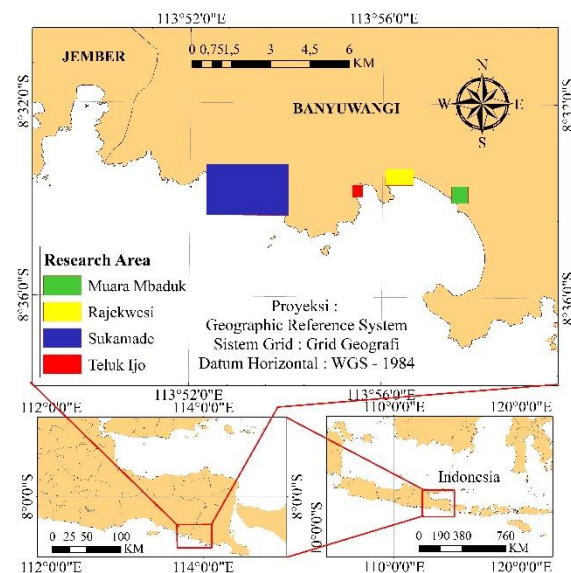 113°52'0"E 113°56'0"E
JEMBER
0 0,75 1,5 3 4,5 6
KM
BANYUWANGI
N
W E
S
8°32'0"S
8°32'0"S
8°36'0"S
8°36'0"S
Research Area
Muara Mbaduk
Rajekwesi
Sukamade
Teluk Ijo
Proyeksi :
Geographic Reference System
Sistem Grid : Grid Geografi
Datum Horizontal : WGS - 1984
113°52'0"E 113°56'0"E
112°0'0"E 114°0'0"E
110°0'0"E 120°0'0"E
8°0'0"S
8°0'0"S
0 25 50 100
KM
112°0'0"E 114°0'0"E
Indonesia
10°0'0"S
10°0'0"S
0 190 380 760
KM
110°0'0"E 120°0'0"E